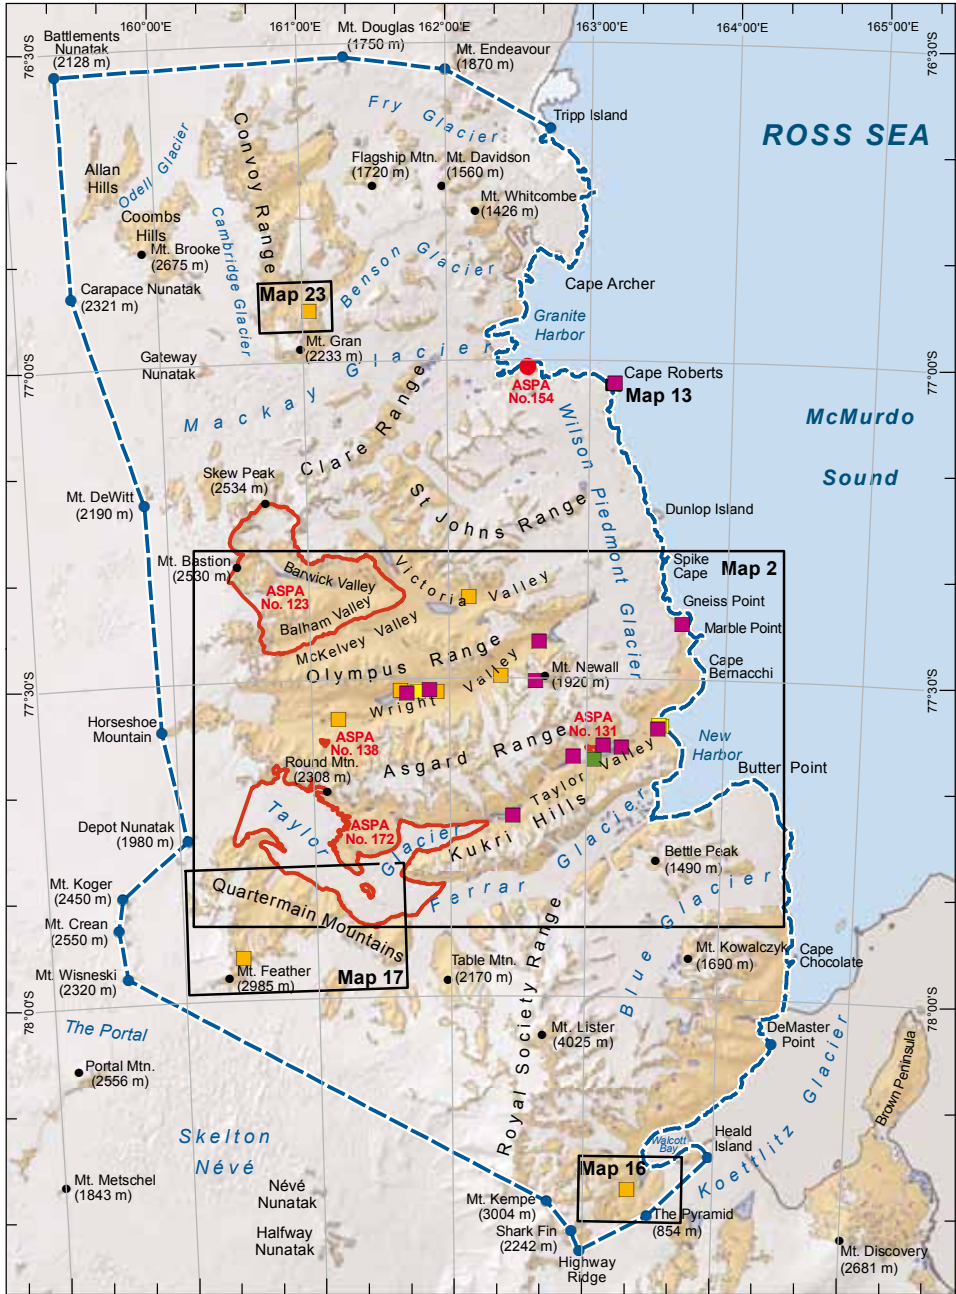 160°00'E
161°00'E
162°00'E
163°00'E
164°00'E
165°00'E
76°30'S
76°30'S
Battlements
Nunatak
(2128 m)
Mt. Douglas
(1750 m)
Mt. Endeavour
(1870 m)
Tripp Island
ROSS SEA
Fry Glacier
Convoy Range
Odell Glacier
Allan
Hills
Flagship Mtn.
(1720 m)
Mt. Davidson
(1560 m)
Mt. Whitcombe
(1426 m)
Coombs
Hills
Mt. Brooke
(2675 m)
Cambridge Glacier
Benson Glacier
Carapace Nunatak
(2321 m)
Map 23
Cape Archer
Granite
Harbor
Mt. Gran
(2233 m)
Gateway
Nunatak
Mackay Glacier
77°00'S
77°00'S
ASPA
No.154
Cape Roberts
Map 13
McMurdo
Sound
Clare Range
Wilson Piedmont Glacier
Skew Peak
(2534 m)
Mt. DeWitt
(2190 m)
St Johns Range
Dunlop Island
Mt. Bastion
(2530 m)
Spike
Cape
Map 2
Barwick Valley
ASPA
No. 123
Balham Valley
Victoria Valley
McKelvey Valley
Gneiss Point
Marble Point
Olympus Range
Cape
Bernacchi
Mt. Newall
(1920 m)
77°30'S
77°30'S
Wright Valley
Horseshoe
Mountain
ASPA
No. 138
ASPA
No. 131
New
Harbor
Asgard Range
Round Mtn.
(2308 m)
Taylor Valley
Butter Point
Taylor Glacier
ASPA
No. 172
Kukri Hills
Depot Nunatak
(1980 m)
Ferrar Glacier
Bettle Peak
(1490 m)
Mt. Koger
(2450 m)
Quartermain Mountains
Blue Glacier
Mt. Crean
(2550 m)
Mt. Kowalczyk
(1690 m)
Cape
Chocolate
Mt. Wisneski
(2320 m)
Mt. Feather
(2985 m)
Map 17
Table Mtn.
(2170 m)
Royal Society Range
78°00'S
78°00'S
The Portal
Mt. Lister
(4025 m)
DeMaster
Point
Portal Mtn.
(2556 m)
Brown Peninsula
Skelton
Névé
Walcott
Bay
Heald
Island
Koettlitz Glacier
Map 16
Mt. Metschel
(1843 m)
Névé
Nunatak
Mt. Kempe
(3004 m)
The Pyramid
(854 m)
Halfway
Nunatak
Shark Fin
(2242 m)
Highway
Ridge
Mt. Discovery
(2681 m)